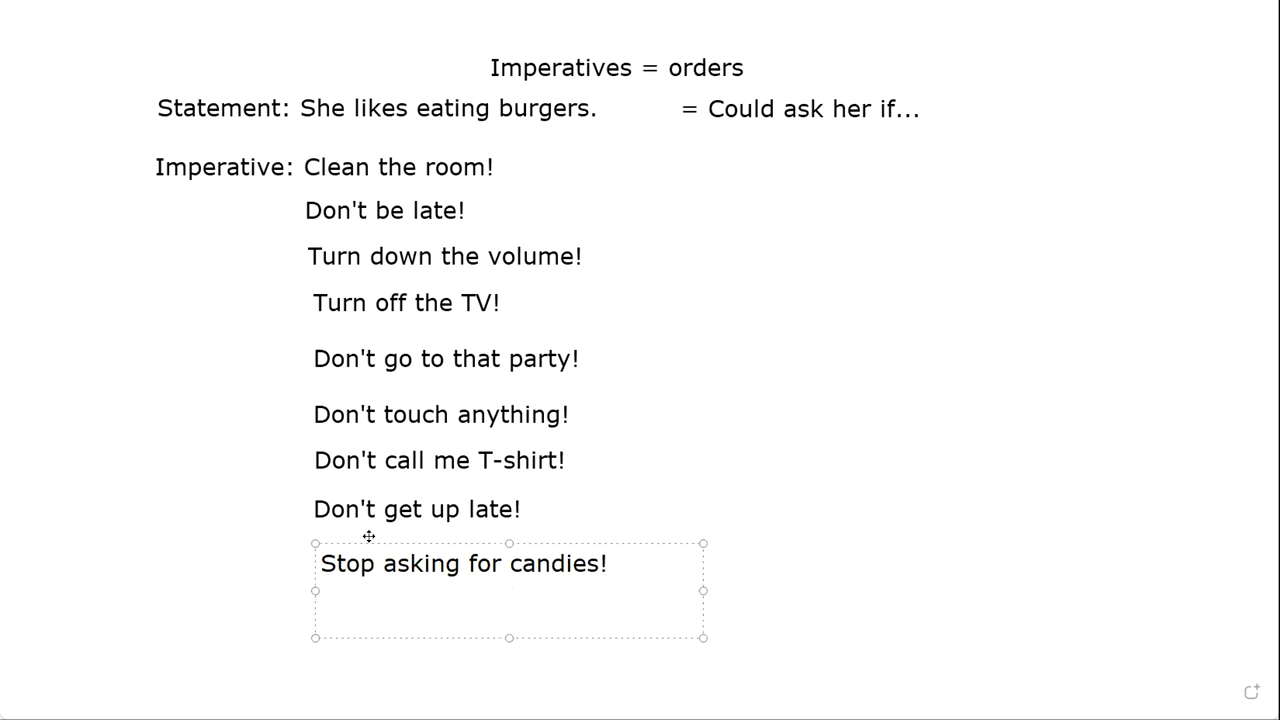 Imperatives = orders
Statement: She likes eating burgers. = Could ask her if...
Imperative: Clean the room!
Don't be late!
Turn down the volume!
Turn off the TV!
Don't go to that party!
Don't touch anything!
Don't call me T-shirt!
Don't get up late!
Stop asking for candies!